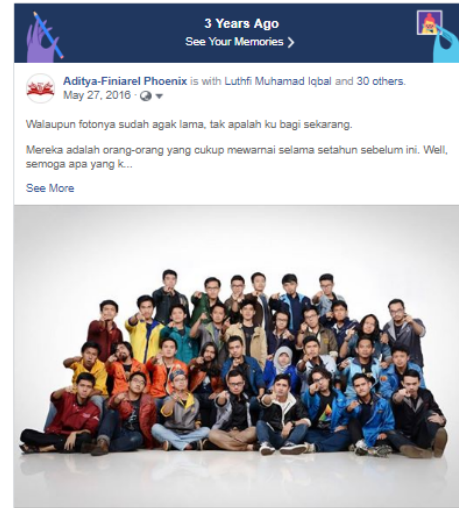 3 Years Ago
See Your Memories >
Aditya-Finiarel Phoenix is with Luthfi Muhamad Iqbal and 30 others.
May 27, 2016 ·
Walaupun fotonya sudah agak lama, tak apalah ku bagi sekarang.
Mereka adalah orang-orang yang cukup mewarnai selama setahun sebelum ini. Well,
semoga apa yang k...
See More